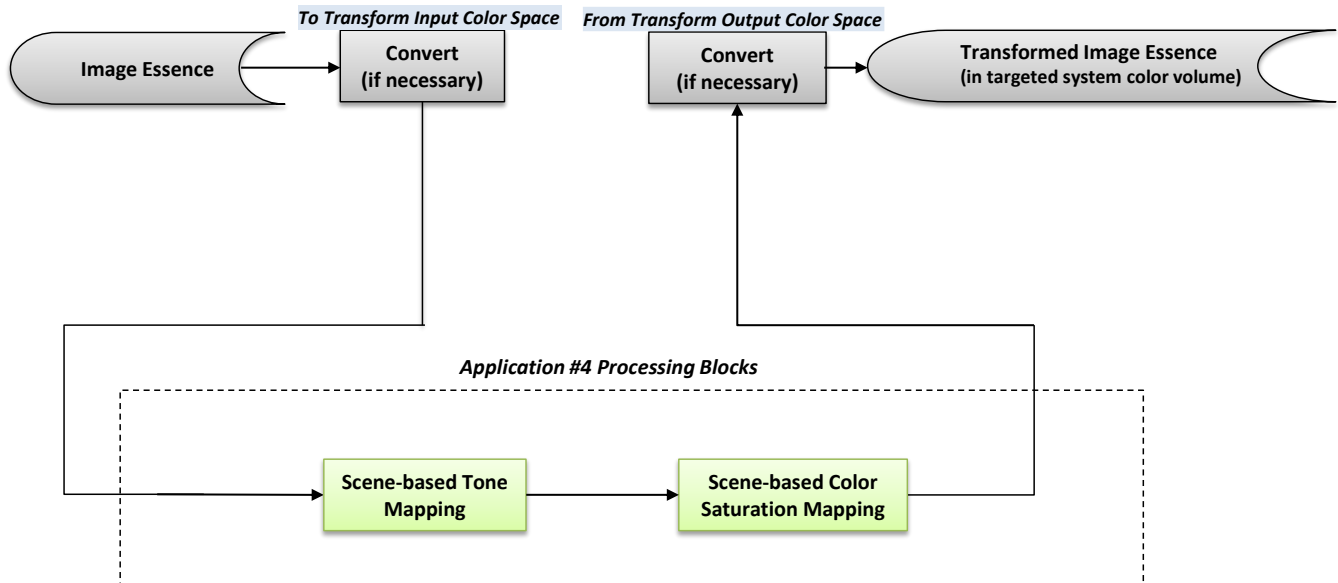 To Transform Input Color Space
From Transform Output Color Space
Image Essence
Convert
(if necessary)
Convert
(if necessary)
Transformed Image Essence
(in targeted system color volume)
Application #4 Processing Blocks
Scene-based Tone
Mapping
Scene-based Color
Saturation Mapping